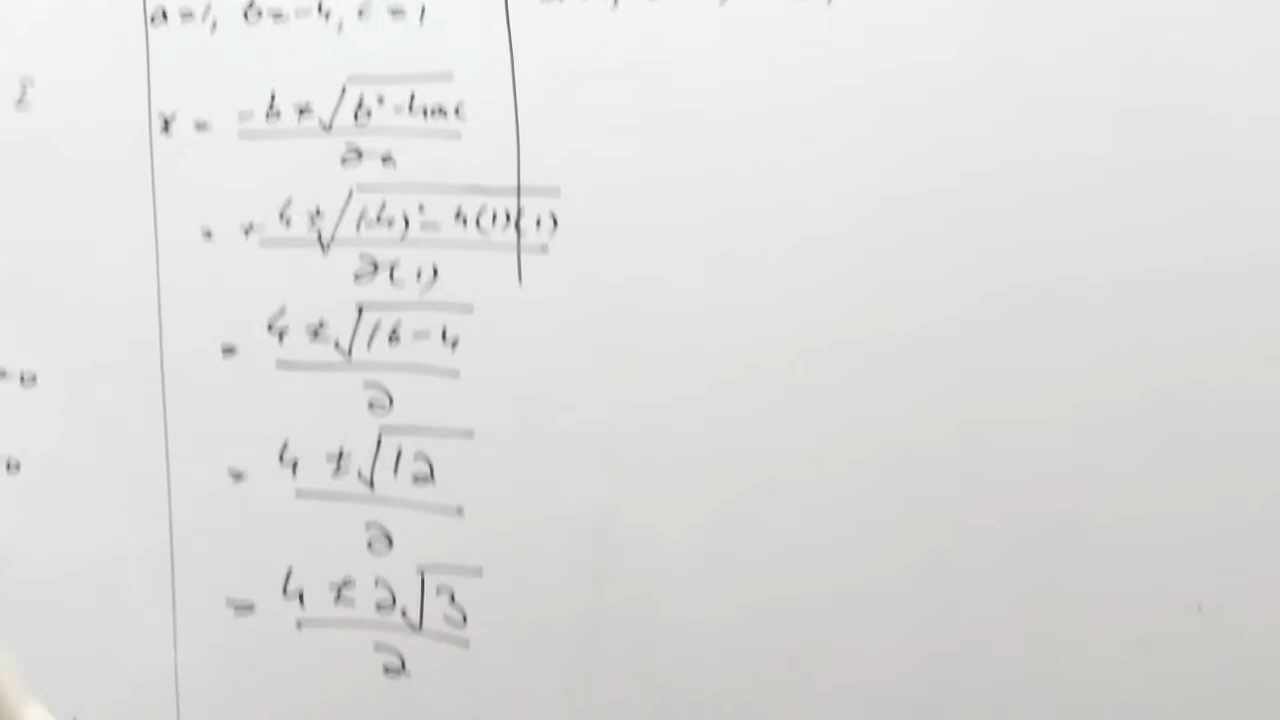 a=1, b=-4, c=1
x = -b ± √(b² - 4ac) / 2a
= + 4 ± √((-4)² - 4(1)(1)) / 2(1)
= 4 ± √(16 - 4) / 2
= 4 ± √12 / 2
= 4 ± 2√3 / 2